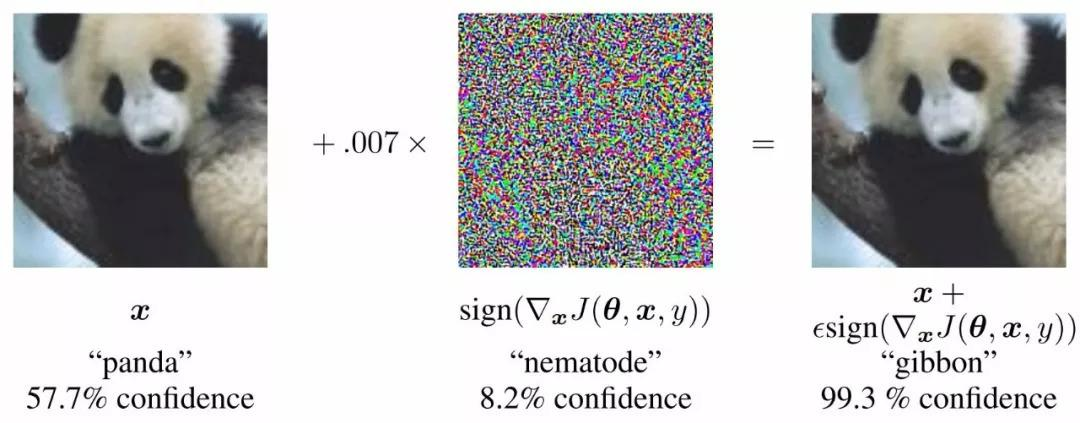 + .007 ×
=
x
“panda”
57.7% confidence
sign(∇ₓJ(θ, x, y))
“nematode”
8.2% confidence
x +
ϵsign(∇ₓJ(θ, x, y))
“gibbon”
99.3 % confidence